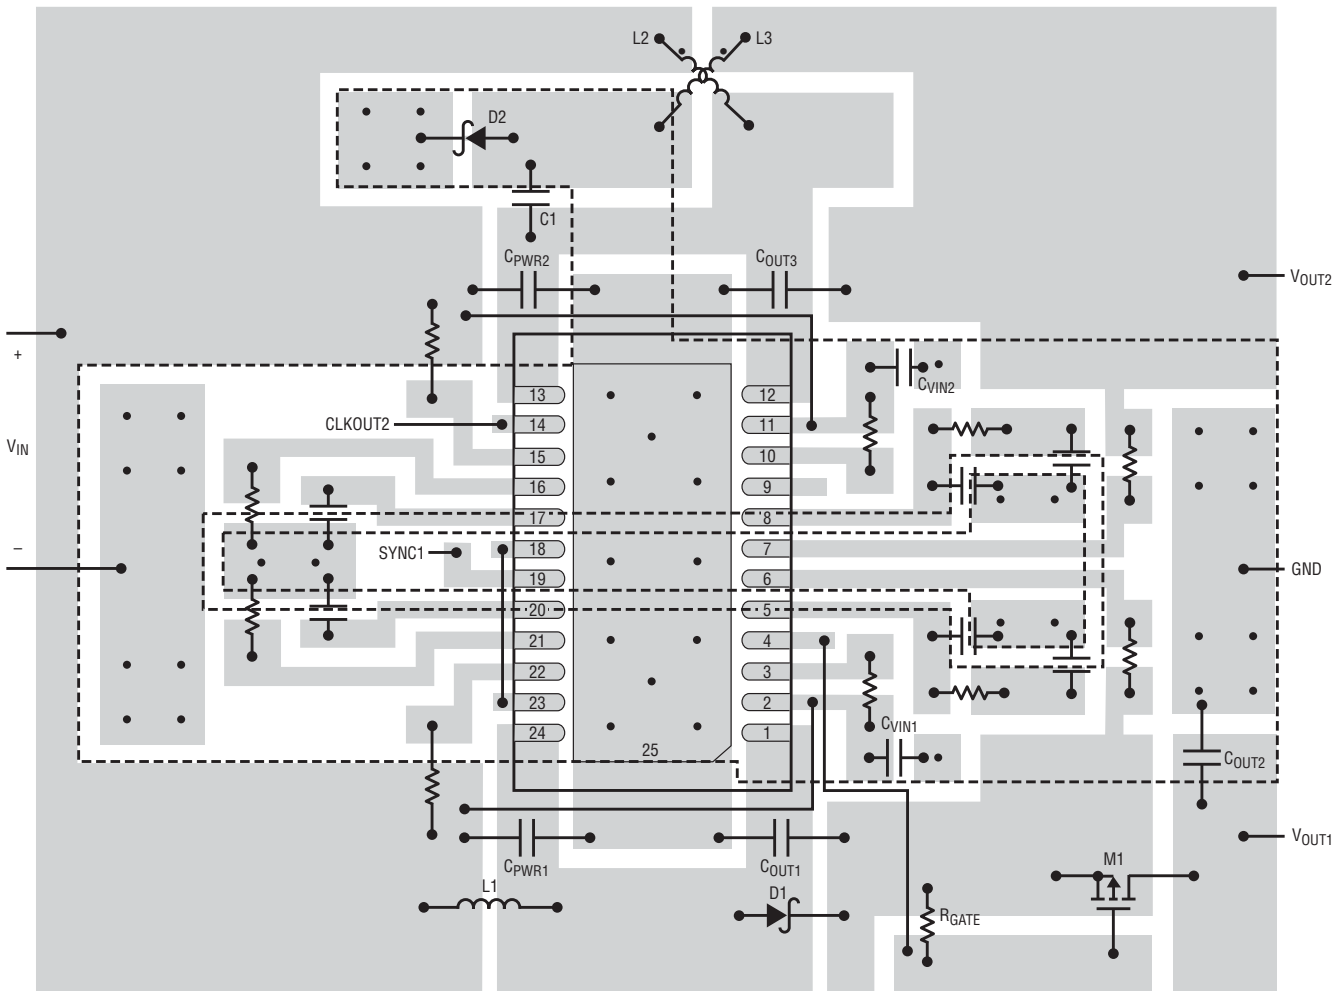 L2
L3
D2
C1
CPWR2
COUT3
VOUT2
+
CVIN2
13
12
CLKOUT2
14
11
VIN
15
10
16
9
17
8
–
SYNC1
18
7
GND
19
6
20
5
21
4
22
3
23
2
24
1
25
CVIN1
COUT2
VOUT1
CPWR1
COUT1
M1
L1
D1
RGATE